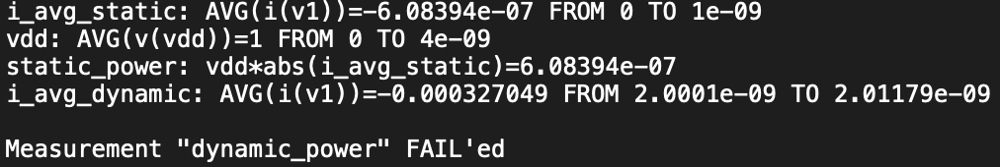 i_avg_static: AVG(i(v1))=-6.08394e-07 FROM 0 TO 1e-09
vdd: AVG(v(vdd))=1 FROM 0 TO 4e-09
static_power: vdd*abs(i_avg_static)=6.08394e-07
i_avg_dynamic: AVG(i(v1))=-0.000327049 FROM 2.0001e-09 TO 2.01179e-09
Measurement "dynamic_power" FAIL'ed